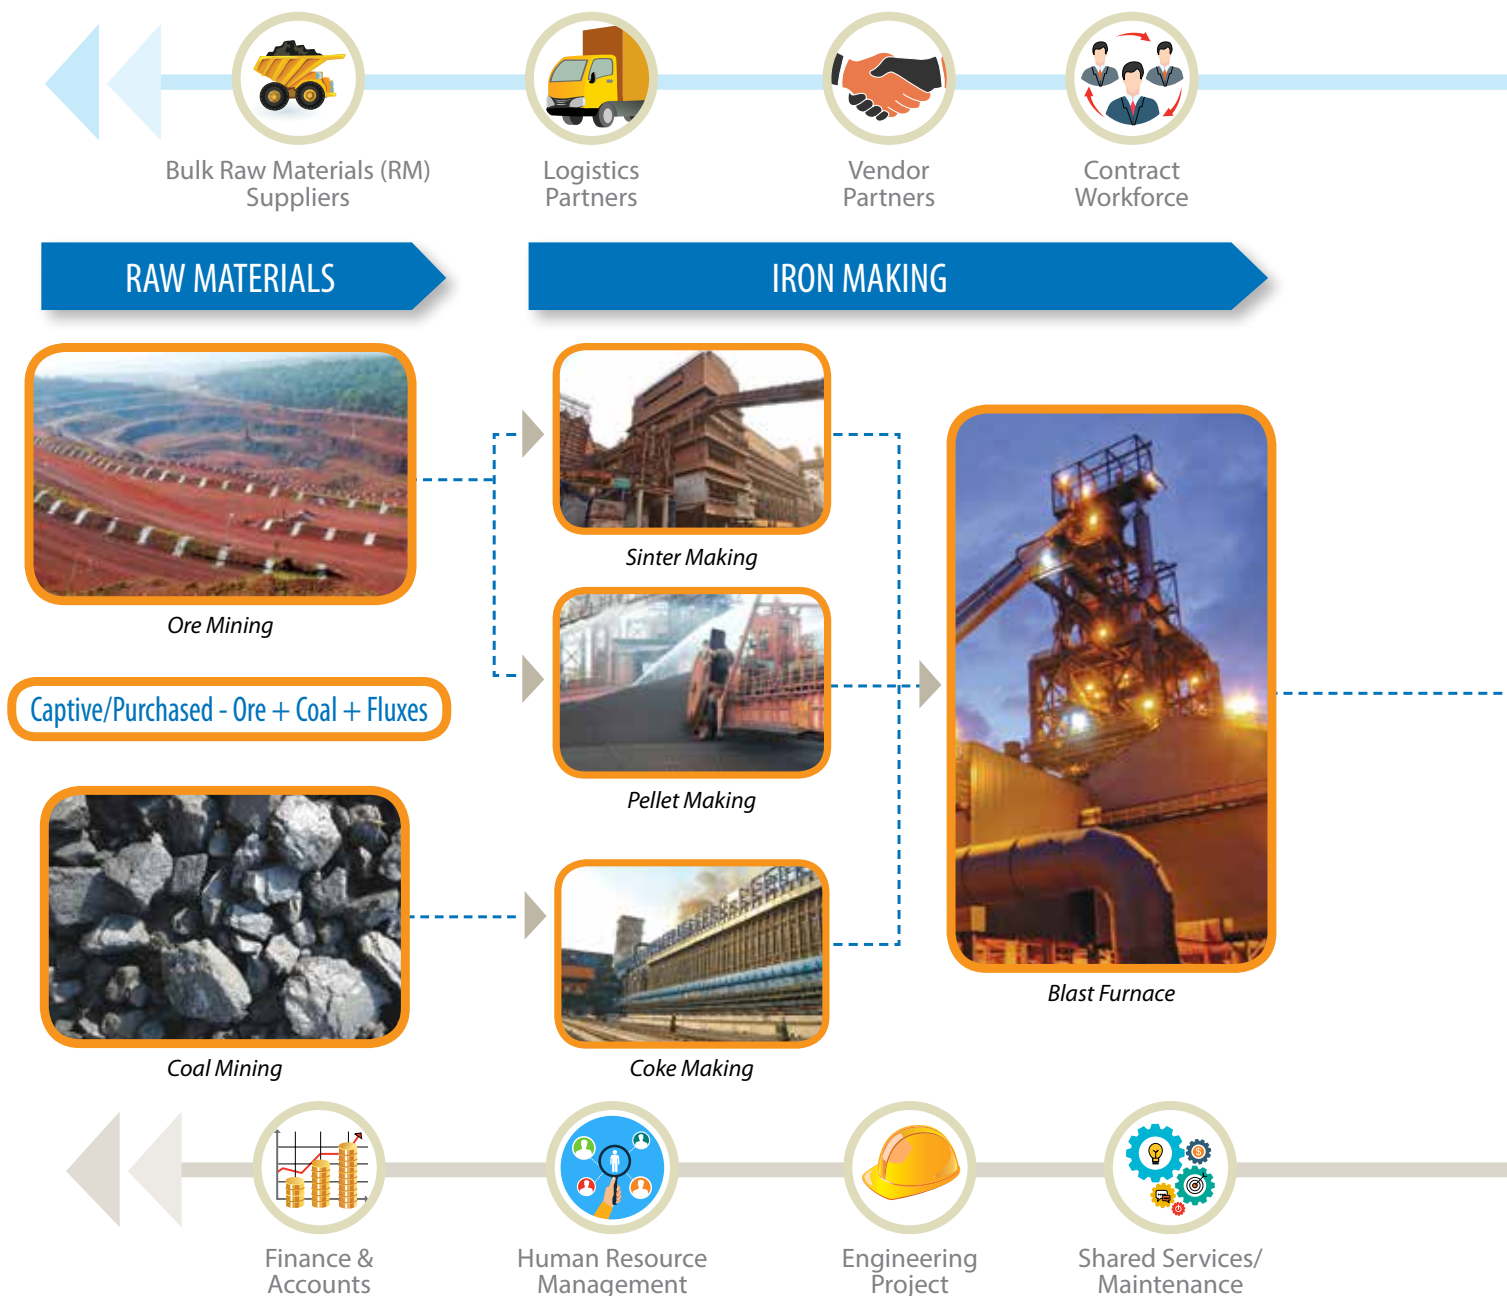 Bulk Raw Materials (RM)
Suppliers
Logistics
Partners
Vendor
Partners
Contract
Workforce
RAW MATERIALS
IRON MAKING
Sinter Making
Ore Mining
Captive/Purchased - Ore + Coal + Fluxes
Pellet Making
Blast Furnace
Coal Mining
Coke Making
Finance &
Accounts
Human Resource
Management
Engineering
Project
Shared Services/
Maintenance